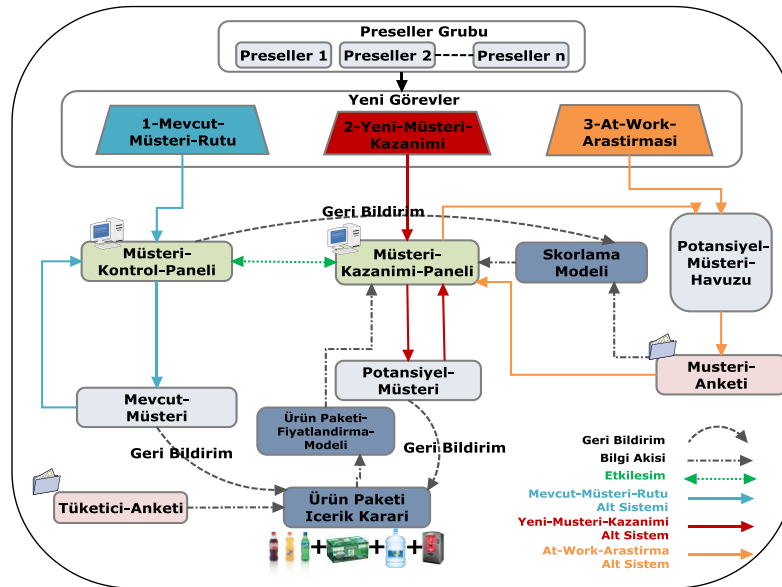 Preseller Grubu
Preseller 1
Preseller 2
Preseller n
Yeni Görevler
1-Mevcut-
Müsteri-Rutu
2-Yeni-Müsteri-
Kazanimi
3-At-Work-
Arastirmasi
Geri Bildirim
Müsteri-
Kontrol-Paneli
Müsteri-
Kazanimi-Paneli
Skorlama
Modeli
Potansiyel-
Müsteri-
Havuzu
Mevcut-
Müsteri
Potansiyel-
Müsteri
Musteri-
Anketi
Ürün Paketi-
Fiyatlandirma-
Modeli
Geri Bildirim
Geri Bildirim
Tüketici-Anketi
Ürün Paketi
Icerik Karari
Geri Bildirim
Bilgi Akisi
Etkilesim
Mevcut-Müsteri-Rutu
Alt Sistemi
Yeni-Musteri-Kazanimi
Alt Sistem
At-Work-Arastirma
Alt Sistem